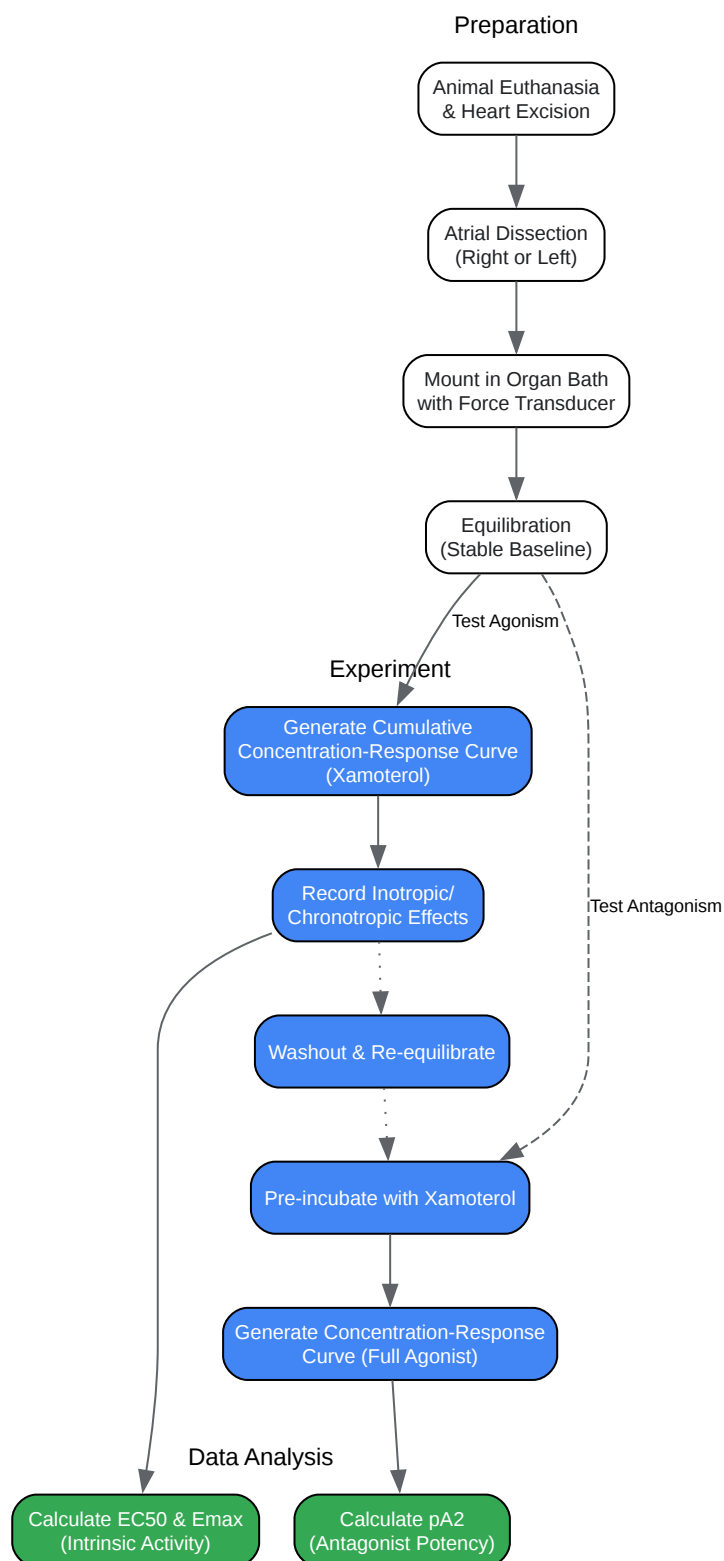 Preparation
Animal Euthanasia
& Heart Excision
Atrial Dissection
(Right or Left)
Mount in Organ Bath
with Force Transducer
Equilibration
(Stable Baseline)
Test Agonism
Experiment
Generate Cumulative
Concentration-Response Curve
(Xamoterol)
Record Inotropic/
Chronotropic Effects
Test Antagonism
Washout & Re-equilibrate
Pre-incubate with Xamoterol
Generate Concentration-Response
Curve (Full Agonist)
Data Analysis
Calculate EC50 & Emax
(Intrinsic Activity)
Calculate pA2
(Antagonist Potency)